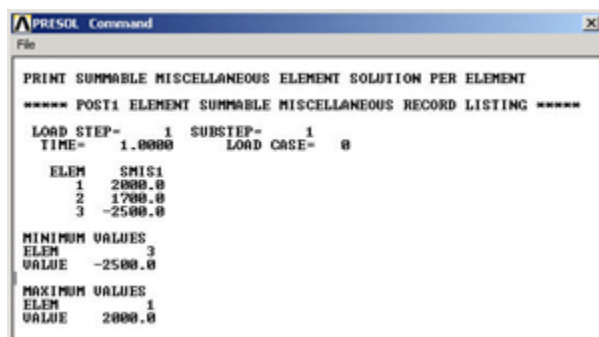 PRESOL Command
File
PRINT SUMMABLE MISCELLANEOUS ELEMENT SOLUTION PER ELEMENT
***** POST1 ELEMENT SUMMABLE MISCELLANEOUS RECORD LISTING *****
LOAD STEP= 1 SUBSTEP= 1
TIME= 1.0000 LOAD CASE= 0
ELEM SMIS1
1 2000.0
2 1700.0
3 -2500.0
MINIMUM VALUES
ELEM 3
VALUE -2500.0
MAXIMUM VALUES
ELEM 1
VALUE 2000.0